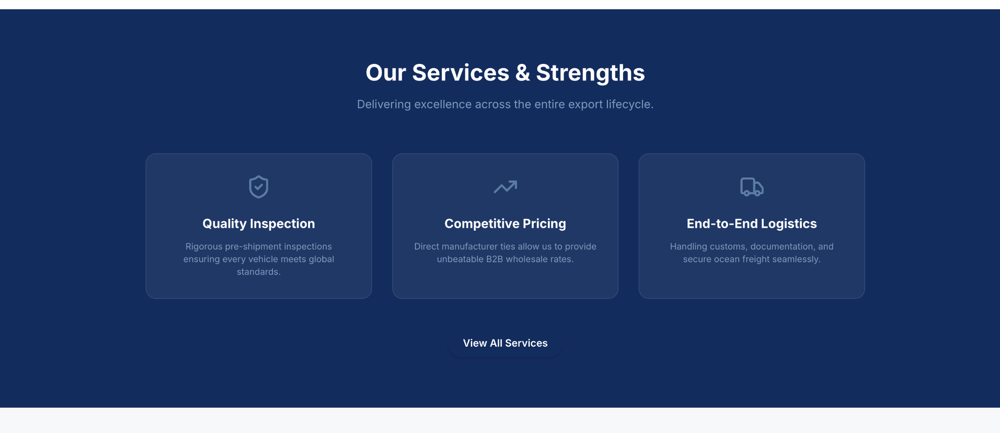 Our Services & Strengths
Delivering excellence across the entire export lifecycle.
Quality Inspection
Rigorous pre-shipment inspections
ensuring every vehicle meets global
standards.
Competitive Pricing
Direct manufacturer ties allow us to provide
unbeatable B2B wholesale rates.
End-to-End Logistics
Handling customs, documentation, and
secure ocean freight seamlessly.
View All Services